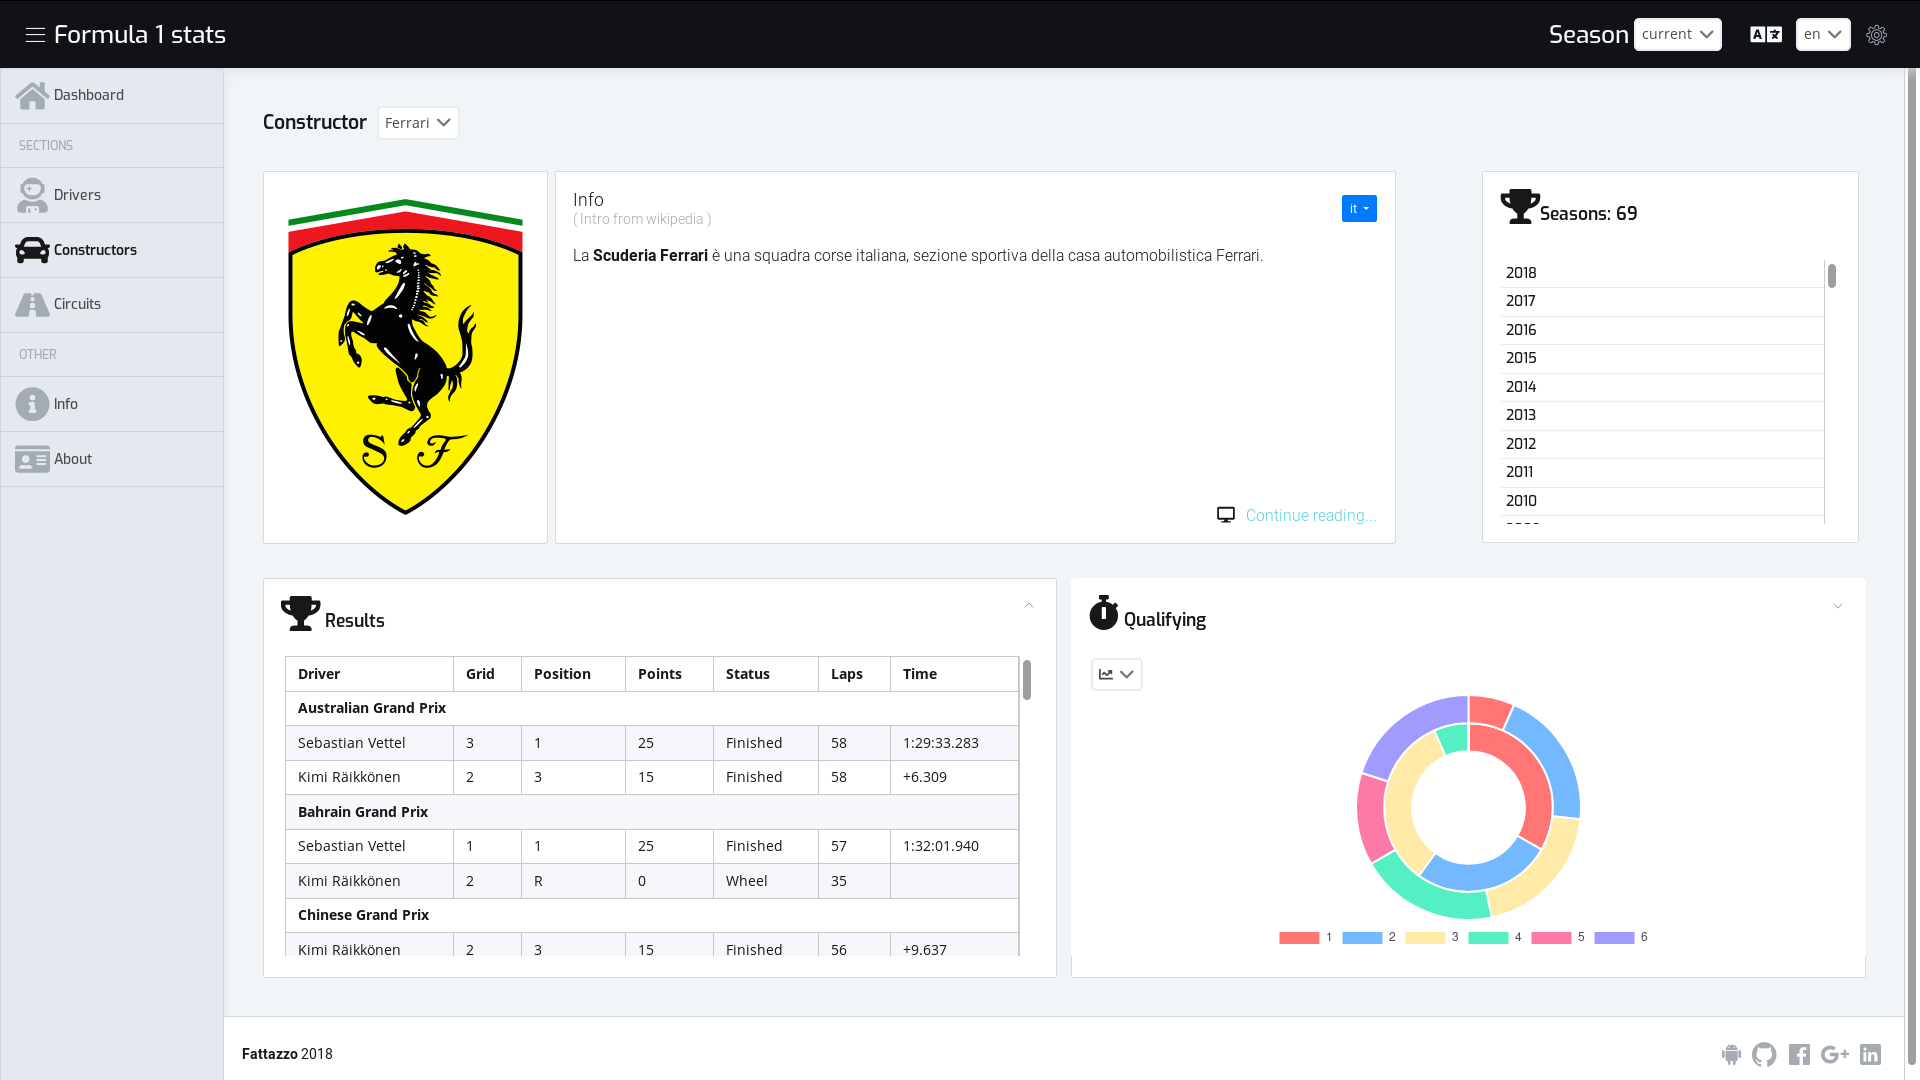 Formula 1 stats
Season current
en
Dashboard
SECTIONS
Drivers
Constructors
Circuits
OTHER
Info
About
Constructor Ferrari
S F
Info
( Intro from wikipedia )
it
La Scuderia Ferrari è una squadra corse italiana, sezione sportiva della casa automobilistica Ferrari.
Continue reading...
Seasons: 69
2018
2017
2016
2015
2014
2013
2012
2011
2010
Results
Driver Grid Position Points Status Laps Time
Australian Grand Prix
Sebastian Vettel 3 1 25 Finished 58 1:29:33.283
Kimi Räikkönen 2 3 15 Finished 58 +6.309
Bahrain Grand Prix
Sebastian Vettel 1 1 25 Finished 57 1:32:01.940
Kimi Räikkönen 2 R 0 Wheel 35
Chinese Grand Prix
Kimi Räikkönen 2 3 15 Finished 56 +9.637
Qualifying
1 2 3 4 5 6
Fattazzo 2018